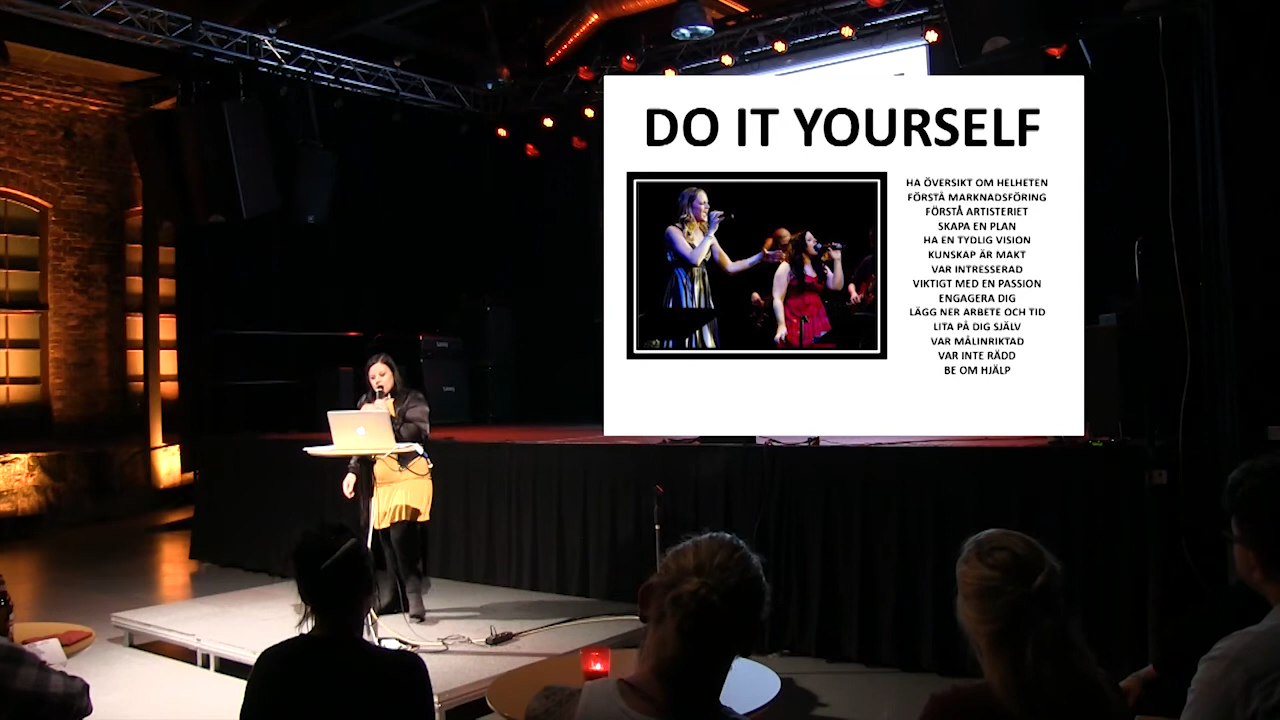 DO IT YOURSELF
HA ÖVERSIKT OM HELHETEN
FÖRSTÅ MARKNADSFÖRING
FÖRSTÅ ARTISTERIET
SKAPA EN PLAN
HA EN TYDLIG VISION
KUNSKAP ÄR MAKT
VAR INTRESSERAD
VIKTIGT MED EN PASSION
ENGAGERA DIG
LÄGG NER ARBETE OCH TID
LITA PÅ DIG SJÄLV
VAR MÅLINRIKTAD
VAR INTE RÄDD
BE OM HJÄLP